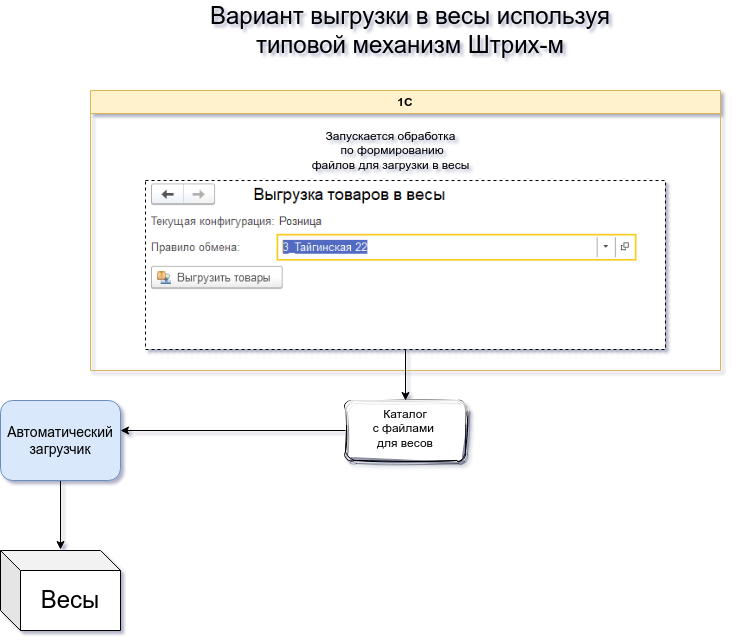 Вариант выгрузки в весы используя
типовой механизм Штрих-м
1С
Запускается обработка
по формированию
файлов для загрузки в весы
Выгрузка товаров в весы
Текущая конфигурация: Розница
Правило обмена: 3_Тайгинская 22
Выгрузить товары
Каталог
с файлами
для весов
Автоматический
загрузчик
Весы